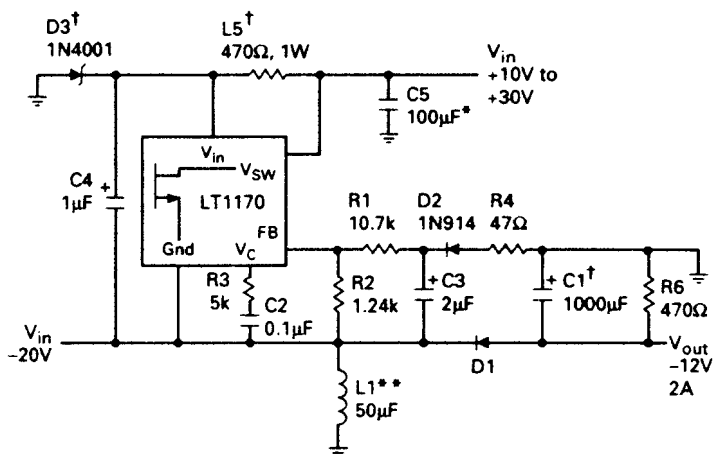 D3†
1N4001
L5†
470Ω, 1W
Vin
+10V to
+30V
C5
100µF*
C4
1µF
+
Vin
VSW
LT1170
FB
Gnd
VC
R1
10.7k
D2
1N914
R4
47Ω
R3
5k
C2
0.1µF
R2
1.24k
+
C3
2µF
+
C1†
1000µF
R6
470Ω
Vin
−20V
D1
Vout
−12V
2A
L1**
50µF